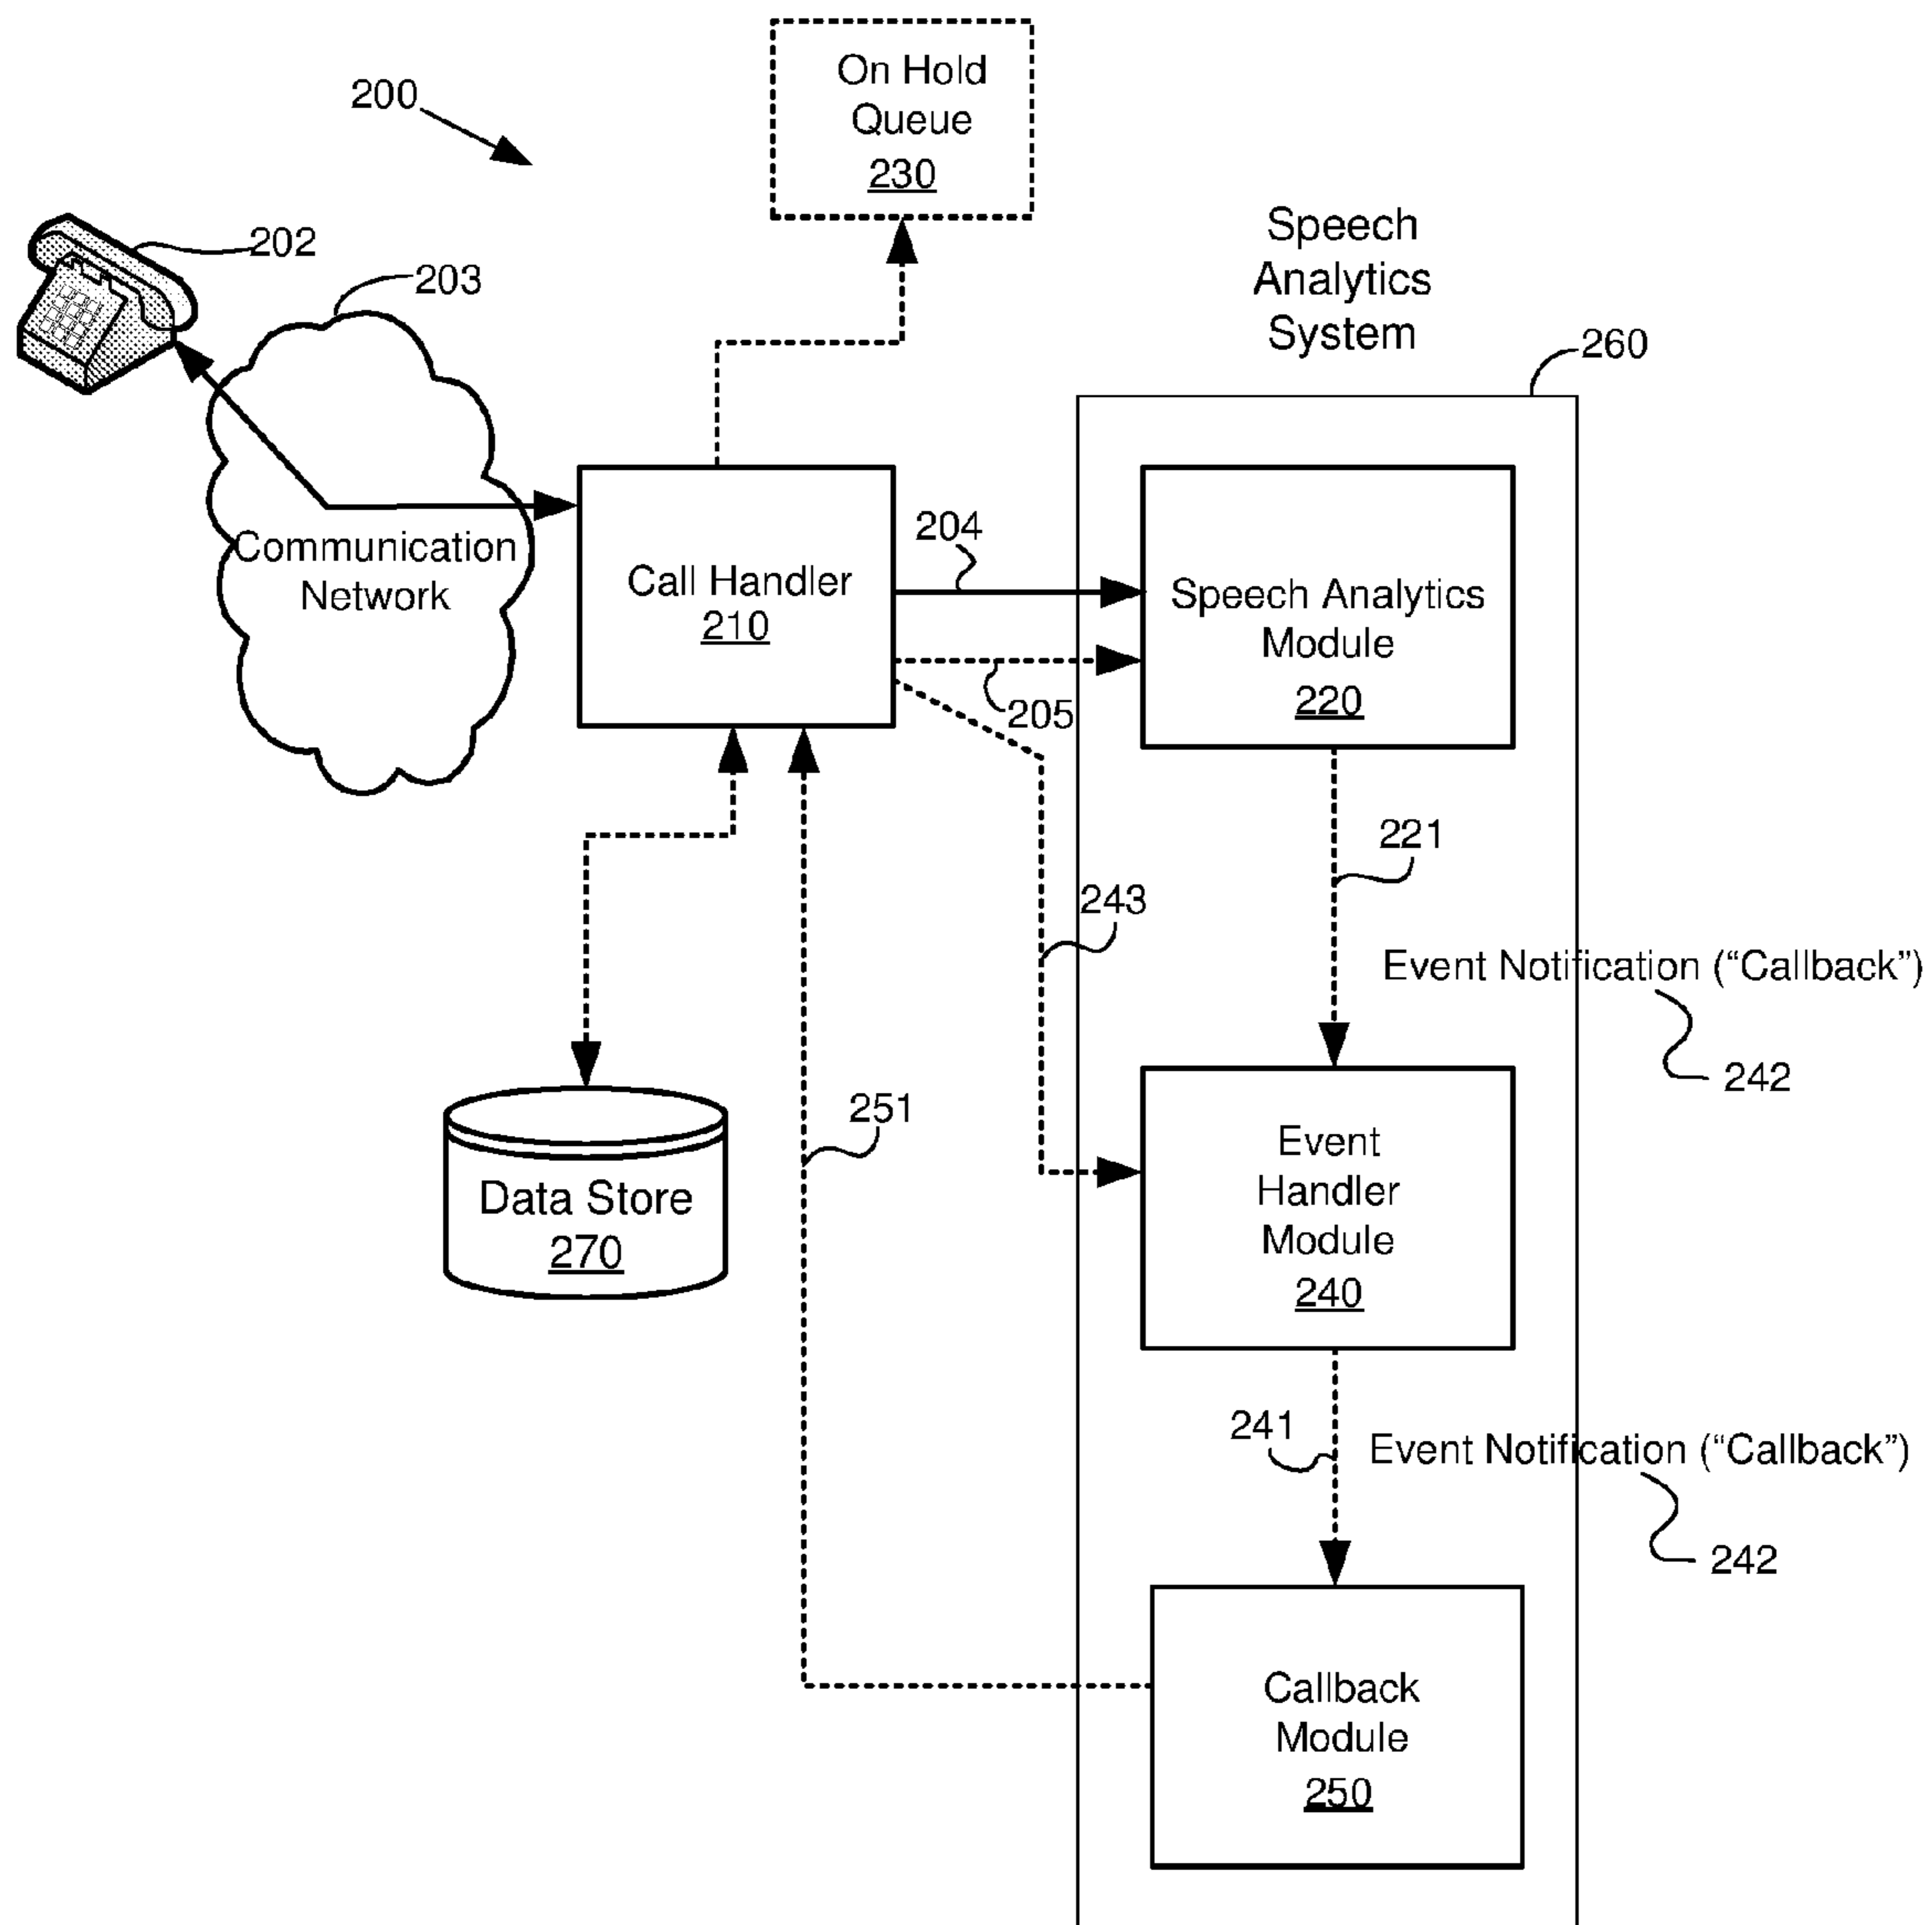 On Hold
Queue
230
200
202
203
Speech
Analytics
System
260
Communication
Network
Call Handler
210
204
205
Speech Analytics
Module
220
221
243
Event Notification (“Callback”)
242
251
Data Store
270
Event
Handler
Module
240
241
Event Notification (“Callback”)
242
Callback
Module
250